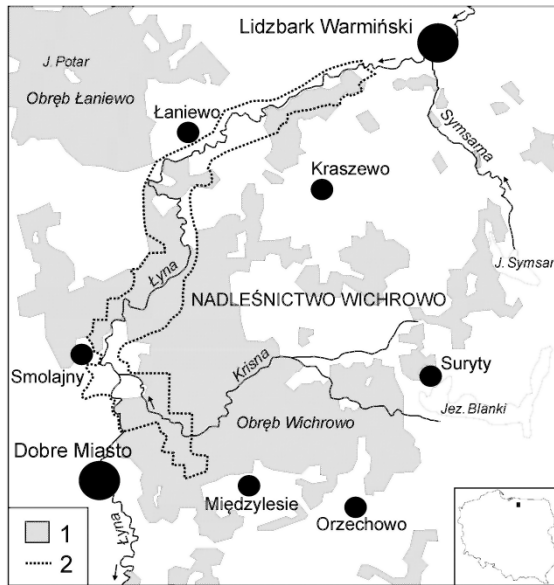 Lidzbark Warmiński
J. Potar
Obręb Łaniewo
Łaniewo
Symsarna
Kraszewo
Łyna
J. Symsar
NADLEŚNICTWO WICHROWO
Smolajny
Krisna
Suryty
Jez. Blanki
Obręb Wichrowo
Dobre Miasto
Międzylesie
Orzechowo
Łyna
1
2